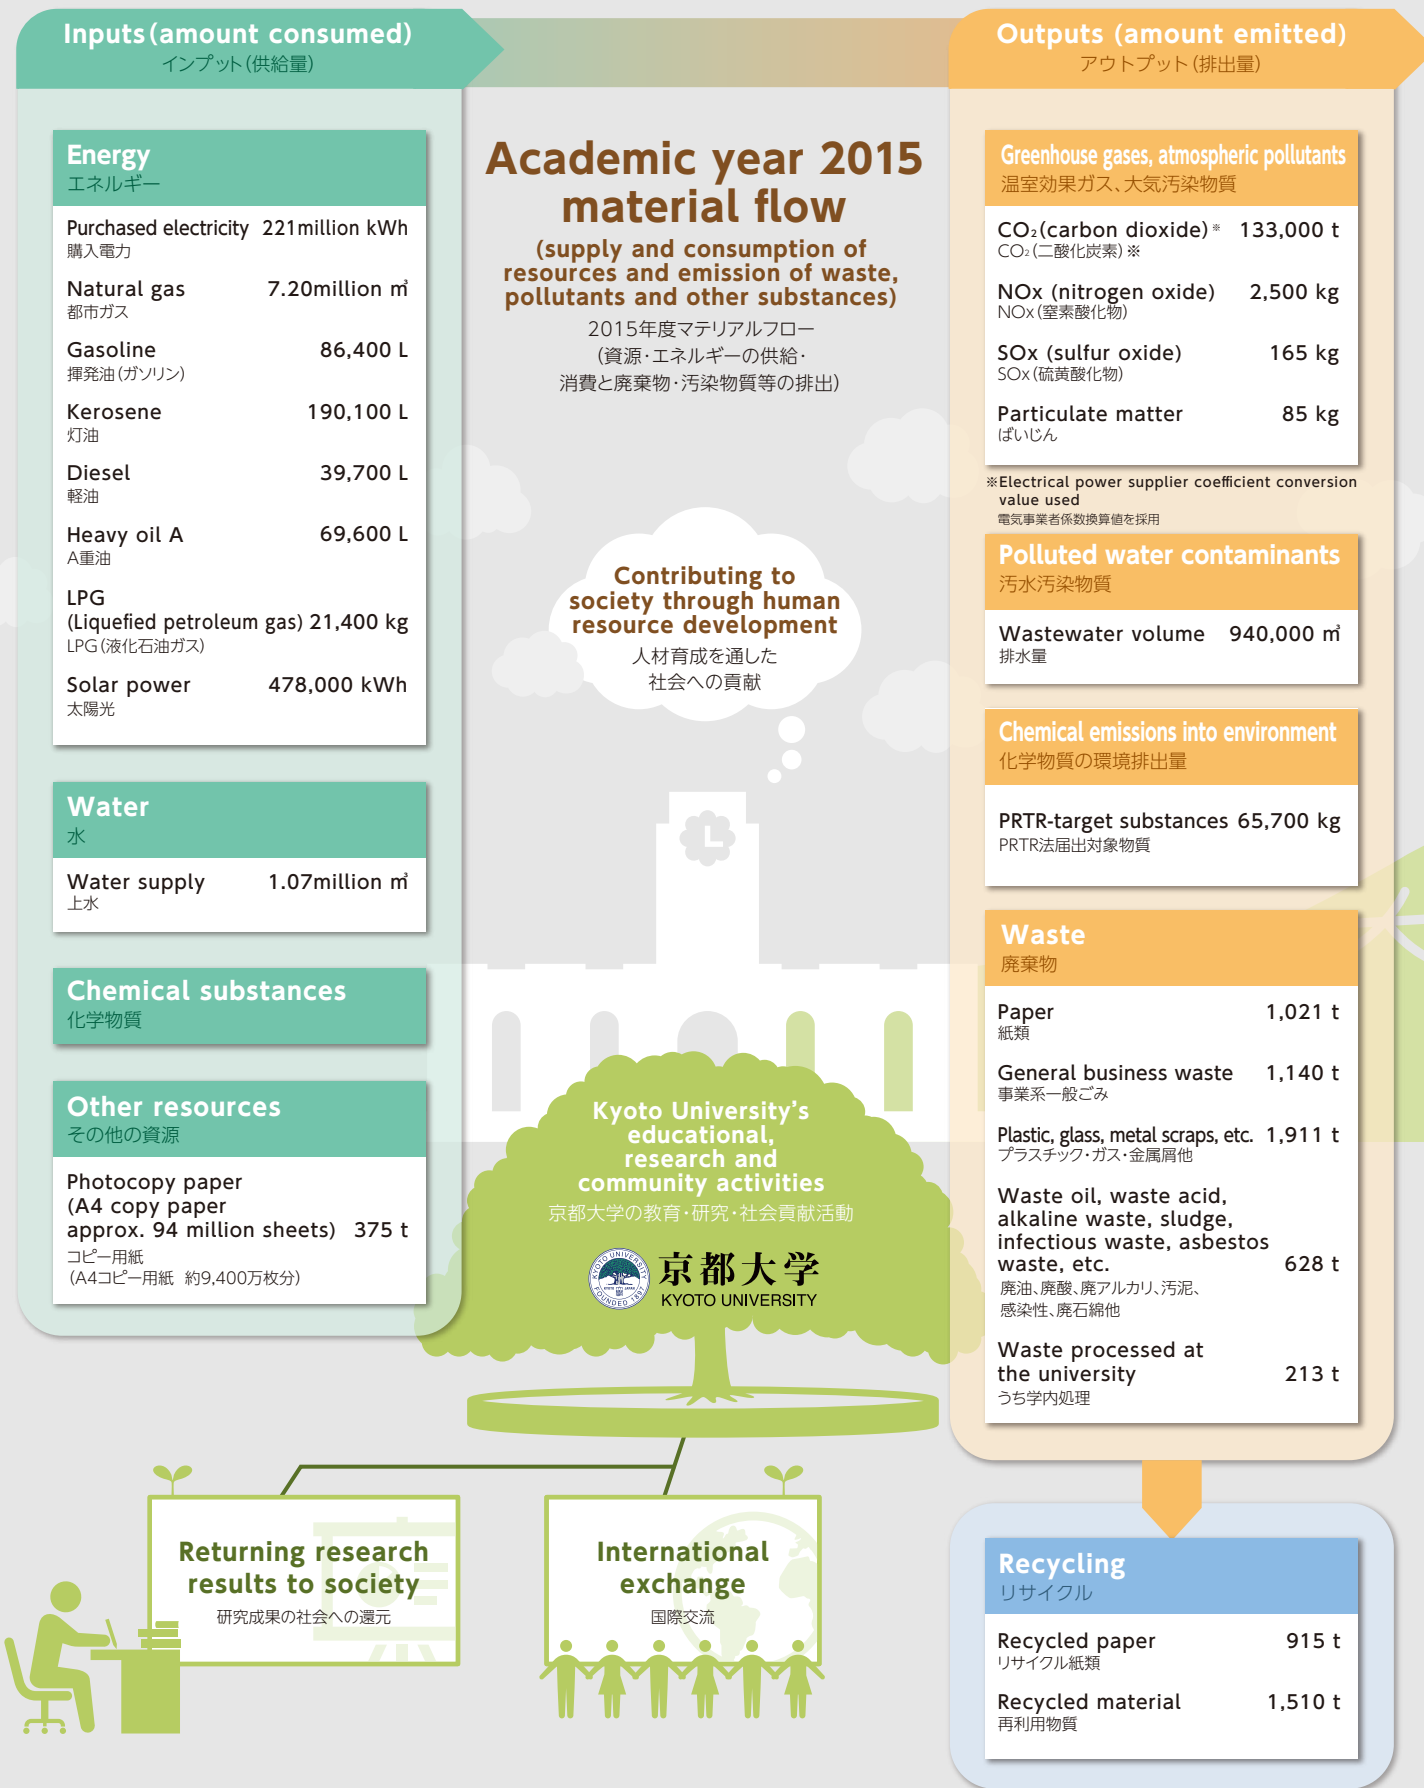 Inputs (amount consumed)
インプット（供給量）
Energy
エネルギー
Purchased electricity 221million kWh
購入電力
Natural gas 7.20million ㎥
都市ガス
Gasoline 86,400 L
揮発油（ガソリン）
Kerosene 190,100 L
灯油
Diesel 39,700 L
軽油
Heavy oil A 69,600 L
A重油
LPG
(Liquefied petroleum gas) 21,400 kg
LPG（液化石油ガス）
Solar power 478,000 kWh
太陽光
Water
水
Water supply 1.07million ㎥
上水
Chemical substances
化学物質
Other resources
その他の資源
Photocopy paper
(A4 copy paper
approx. 94 million sheets) 375 t
コピー用紙
（A4コピー用紙 約9,400万枚分）
Academic year 2015
material flow
(supply and consumption of
resources and emission of waste,
pollutants and other substances)
2015年度マテリアルフロー
（資源・エネルギーの供給・
消費と廃棄物・汚染物質等の排出）
Contributing to
society through human
resource development
人材育成を通した
社会への貢献
Kyoto University's
educational,
research and
community activities
京都大学の教育・研究・社会貢献活動
KYOTO UNIVERSITY
FOUNDED 1897
京都大学
KYOTO UNIVERSITY
Returning research
results to society
研究成果の社会への還元
International
exchange
国際交流
Outputs (amount emitted)
アウトプット（排出量）
Greenhouse gases, atmospheric pollutants
温室効果ガス、大気汚染物質
CO₂(carbon dioxide)※ 133,000 t
CO₂（二酸化炭素）※
NOx (nitrogen oxide) 2,500 kg
NOx（窒素酸化物）
SOx (sulfur oxide) 165 kg
SOx（硫黄酸化物）
Particulate matter 85 kg
ばいじん
※Electrical power supplier coefficient conversion
value used
電気事業者係数換算値を採用
Polluted water contaminants
汚水汚染物質
Wastewater volume 940,000 ㎥
排水量
Chemical emissions into environment
化学物質の環境排出量
PRTR-target substances 65,700 kg
PRTR法届出対象物質
Waste
廃棄物
Paper 1,021 t
紙類
General business waste 1,140 t
事業系一般ごみ
Plastic, glass, metal scraps, etc. 1,911 t
プラスチック・ガス・金属屑他
Waste oil, waste acid,
alkaline waste, sludge,
infectious waste, asbestos
waste, etc. 628 t
廃油、廃酸、廃アルカリ、汚泥、
感染性、廃石綿他
Waste processed at
the university 213 t
うち学内処理
Recycling
リサイクル
Recycled paper 915 t
リサイクル紙類
Recycled material 1,510 t
再利用物質